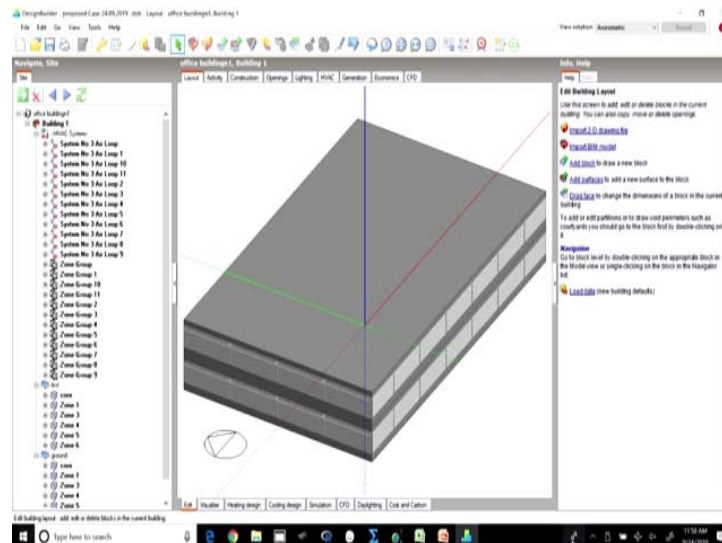 DesignBuilder - proposed Case 24.09.2019 .dsb - Layout - office buildingn1, Building 1
File Edit Go View Tools Help
View rotation Axonometric
Navigate, Site
office buildingn1, Building 1
Info, Help
Site
Layout Activity Construction Openings Lighting HVAC Generation Economics CFD
Help
office buildingn1
Building 1
HVAC System
System No 3 Air Loop
System No 3 Air Loop 1
System No 3 Air Loop 10
System No 3 Air Loop 11
System No 3 Air Loop 2
System No 3 Air Loop 3
System No 3 Air Loop 4
System No 3 Air Loop 5
System No 3 Air Loop 6
System No 3 Air Loop 7
System No 3 Air Loop 8
System No 3 Air Loop 9
Zone Group
Zone Group 1
Zone Group 10
Zone Group 11
Zone Group 2
Zone Group 3
Zone Group 4
Zone Group 5
Zone Group 6
Zone Group 7
Zone Group 8
Zone Group 9
core
Zone 1
Zone 3
Zone 4
Zone 5
Zone 6
ground
core
Zone 1
Zone 3
Zone 4
Zone 5
Edit Building Layout
Use this screen to add, edit or delete blocks in the current
building. You can also copy, move or delete openings.
Import 2-D drawing file
Import BIM model
Add block to draw a new block
Add surfaces to add a new surface to the block
Drag face to change the dimensions of a block in the current
building
To add or edit partitions or to draw void perimeters such as
courtyards you should go to the block first by double-clicking on
it.
Navigation
Go to block level by double-clicking on the appropriate block in
the Model view or single-clicking on the block in the Navigator
list.
Load data (new building defaults)
Edit Visualise Heating design Cooling design Simulation CFD Daylighting Cost and Carbon
Edit building layout - add, edit or delete blocks in the current building
Type here to search
11:58 AM